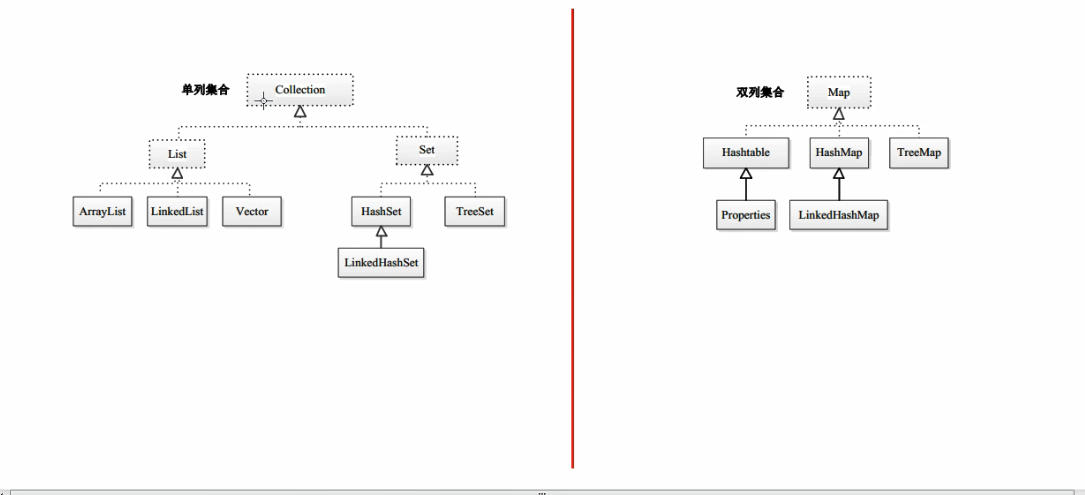 单列集合
Collection
List
Set
ArrayList
LinkedList
Vector
HashSet
TreeSet
LinkedHashSet
双列集合
Map
Hashtable
HashMap
TreeMap
Properties
LinkedHashMap